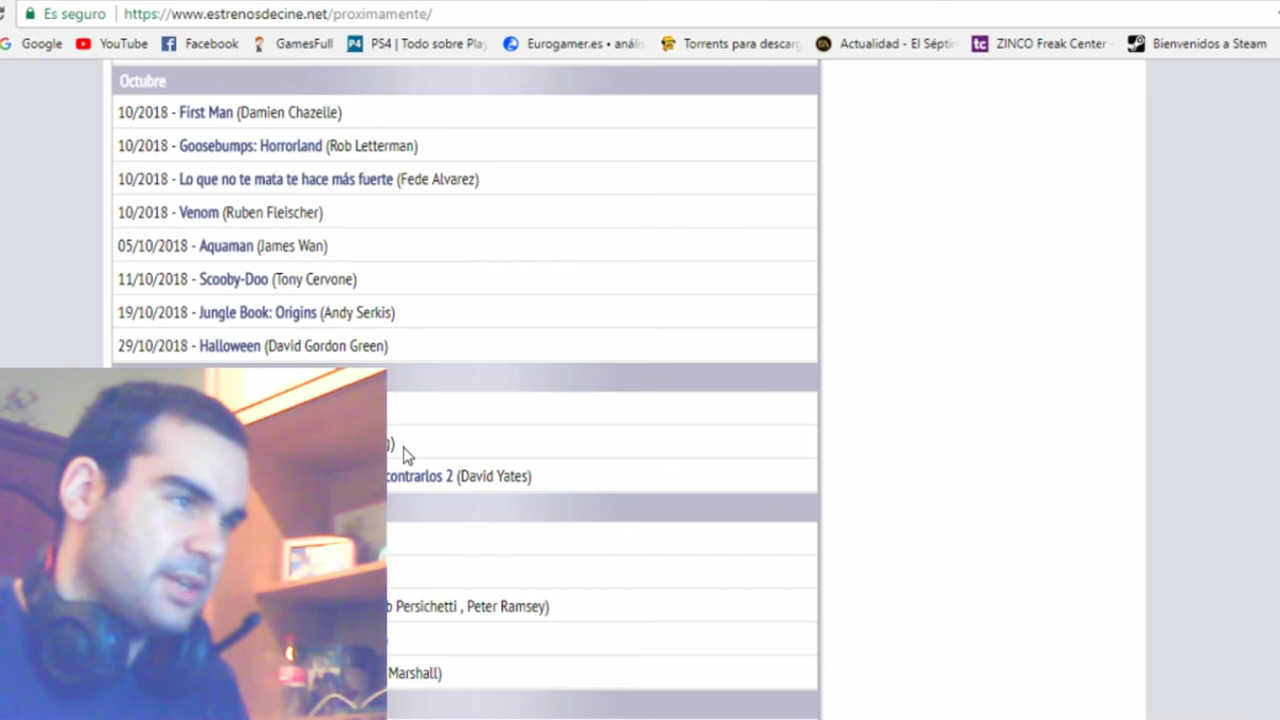 Es seguro | https://www.estrenosdecine.net/proximamente/
Google YouTube Facebook GamesFull PS4 | Todo sobre Play Eurogamer.es • anális Torrents para descarg Actualidad - El Séptim ZINCO Freak Center - Bienvenidos a Steam
Octubre
10/2018 - First Man (Damien Chazelle)
10/2018 - Goosebumps: Horrorland (Rob Letterman)
10/2018 - Lo que no te mata te hace más fuerte (Fede Alvarez)
10/2018 - Venom (Ruben Fleischer)
05/10/2018 - Aquaman (James Wan)
11/10/2018 - Scooby-Doo (Tony Cervone)
19/10/2018 - Jungle Book: Origins (Andy Serkis)
29/10/2018 - Halloween (David Gordon Green)
contrarlos 2 (David Yates)
Persichetti , Peter Ramsey)
Marshall)